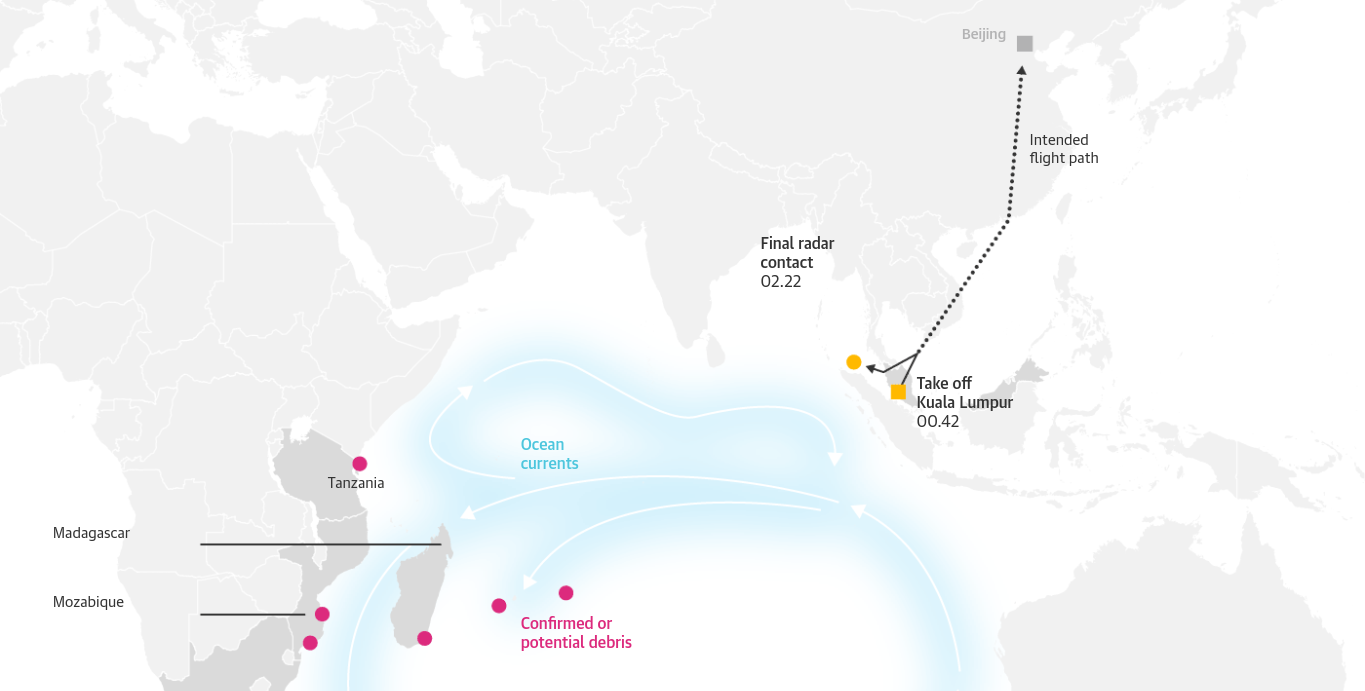 Beijing
Intended
flight path
Final radar
contact
02.22
Take off
Kuala Lumpur
00.42
Ocean
currents
Tanzania
Madagascar
Mozabique
Confirmed or
potential debris